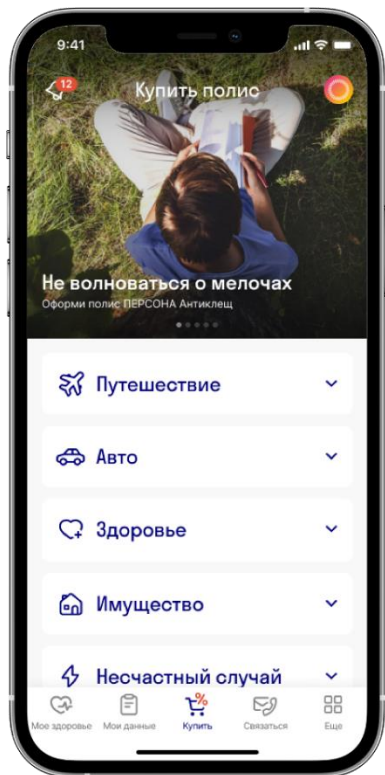 9:41
12
Купить полис
Не волноваться о мелочах
Оформи полис ПЕРСОНА Антиклещ
Путешествие
Авто
Здоровье
Имущество
Несчастный случай
%
Мое здоровье Мои данные Купить Связаться Еще